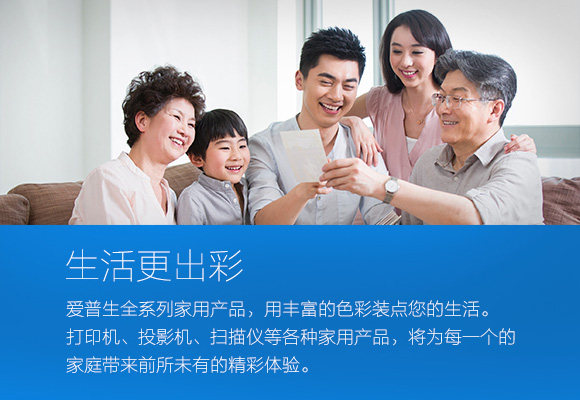 生活更出彩
爱普生全系列家用产品，用丰富的色彩装点您的生活。
打印机、投影机、扫描仪等各种家用产品，将为每一个的
家庭带来前所未有的精彩体验。